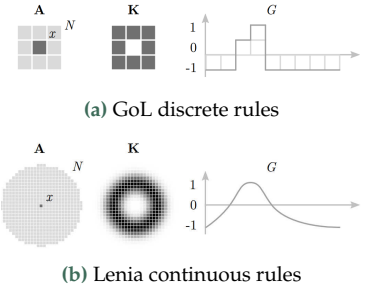 A K G
N
x
1
0
-1
(a) GoL discrete rules
A K G
N
x
1
0
-1
(b) Lenia continuous rules